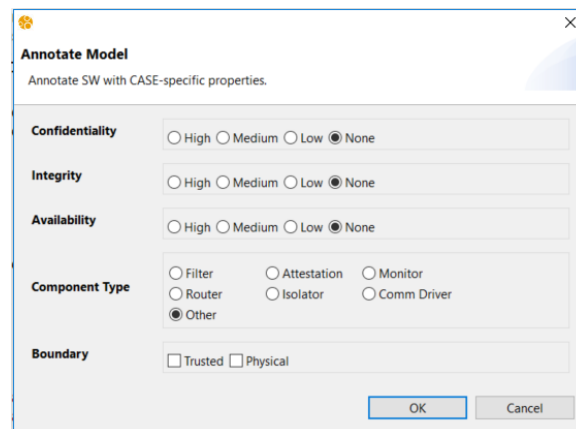 Annotate Model
Annotate SW with CASE-specific properties.
Confidentiality
High Medium Low None
Integrity
High Medium Low None
Availability
High Medium Low None
Component Type
Filter Attestation Monitor
Router Isolator Comm Driver
Other
Boundary
Trusted Physical
OK Cancel